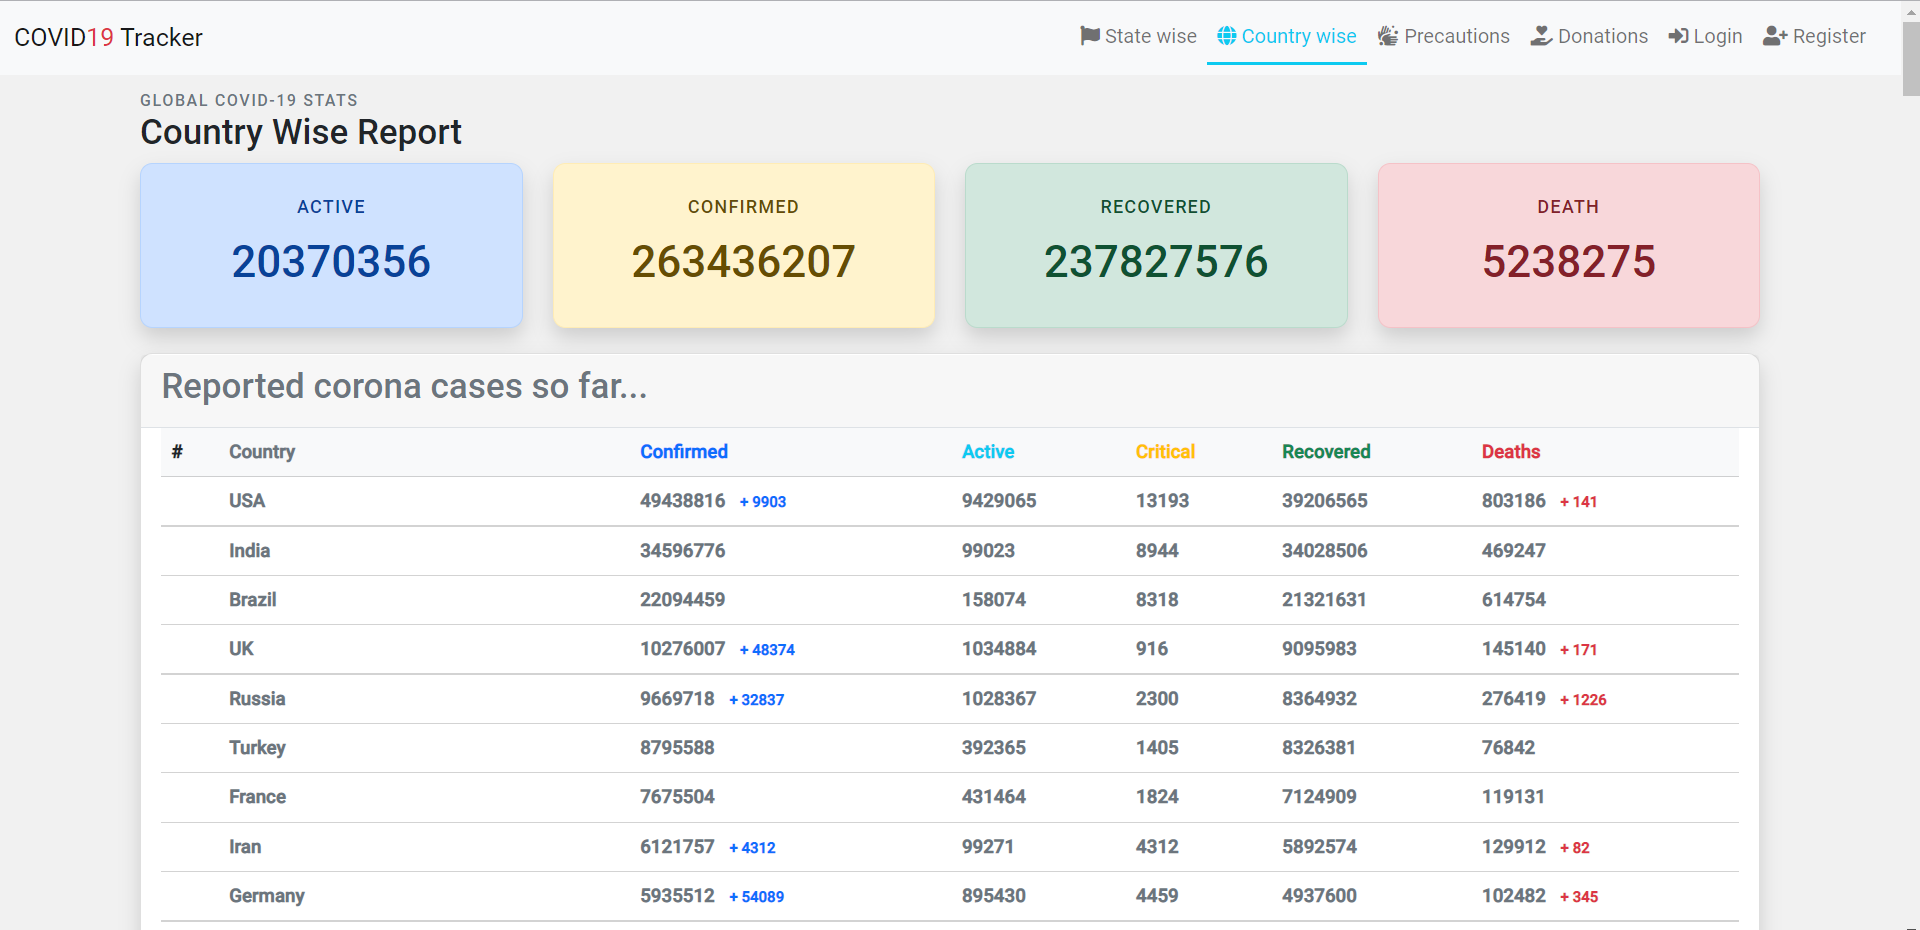 COVID19 Tracker State wise Country wise Precautions Donations Login Register
GLOBAL COVID-19 STATS
Country Wise Report
ACTIVE CONFIRMED RECOVERED DEATH
20370356 263436207 237827576 5238275
Reported corona cases so far...
# Country Confirmed Active Critical Recovered Deaths
USA 49438816 + 9903 9429065 13193 39206565 803186 + 141
India 34596776 99023 8944 34028506 469247
Brazil 22094459 158074 8318 21321631 614754
UK 10276007 + 48374 1034884 916 9095983 145140 + 171
Russia 9669718 + 32837 1028367 2300 8364932 276419 + 1226
Turkey 8795588 392365 1405 8326381 76842
France 7675504 431464 1824 7124909 119131
Iran 6121757 + 4312 99271 4312 5892574 129912 + 82
Germany 5935512 + 54089 895430 4459 4937600 102482 + 345